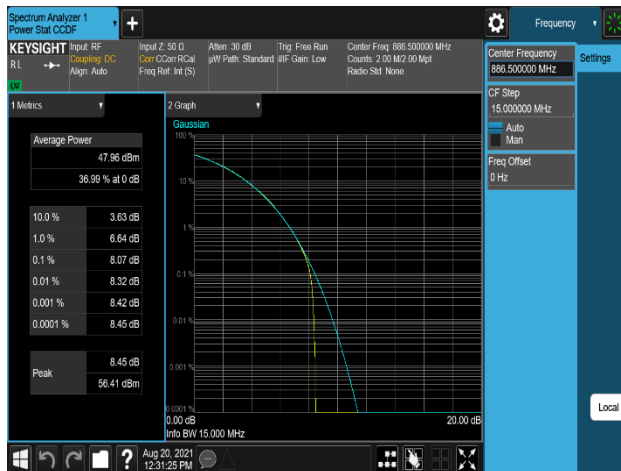 Spectrum Analyzer 1
Power Stat CCDF
Frequency
KEYSIGHT
RL
LXI
Input: RF
Coupling: DC
Align: Auto
Input Z: 50 Ω
Corr CCorr RCal
Freq Ref: Int (S)
Atten: 30 dB
µW Path: Standard
Trig: Free Run
#IF Gain: Low
Center Freq: 886.500000 MHz
Counts: 2.00 M/2.00 Mpt
Radio Std: None
Center Frequency
886.500000 MHz
Settings
CF Step
15.000000 MHz
Auto
Man
Freq Offset
0 Hz
1 Metrics
Average Power
47.96 dBm
36.99 % at 0 dB
10.0 % 3.63 dB
1.0 % 6.64 dB
0.1 % 8.07 dB
0.01 % 8.32 dB
0.001 % 8.42 dB
0.0001 % 8.45 dB
Peak
8.45 dB
56.41 dBm
2 Graph
Gaussian
100 %
10 %
1 %
0.1 %
0.01 %
0.001 %
0.0001 %
0.00 dB
20.00 dB
Info BW 15.000 MHz
Local
?
Aug 20, 2021
12:31:25 PM